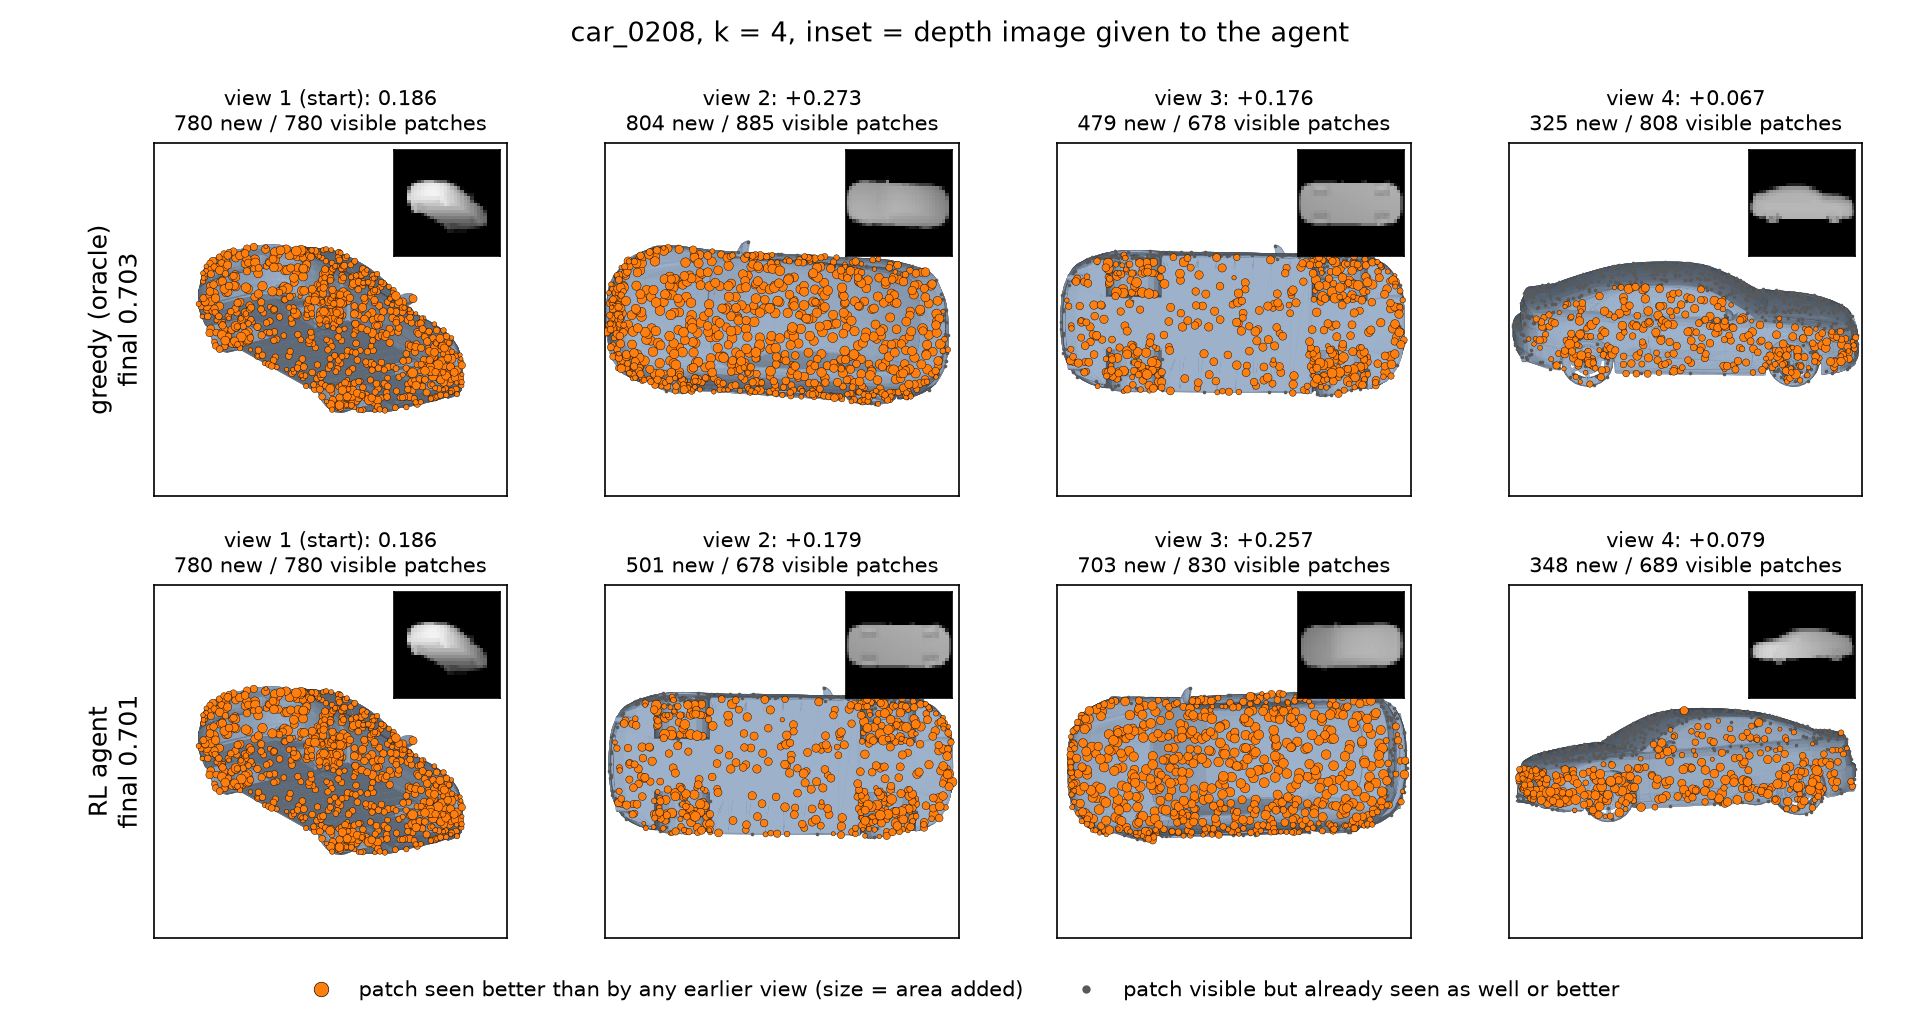 car_0208, k = 4, inset = depth image given to the agent
view 1 (start): 0.186
780 new / 780 visible patches
view 2: +0.273
804 new / 885 visible patches
view 3: +0.176
479 new / 678 visible patches
view 4: +0.067
325 new / 808 visible patches
greedy (oracle)
final 0.703
view 1 (start): 0.186
780 new / 780 visible patches
view 2: +0.179
501 new / 678 visible patches
view 3: +0.257
703 new / 830 visible patches
view 4: +0.079
348 new / 689 visible patches
RL agent
final 0.701
patch seen better than by any earlier view (size = area added)
patch visible but already seen as well or better